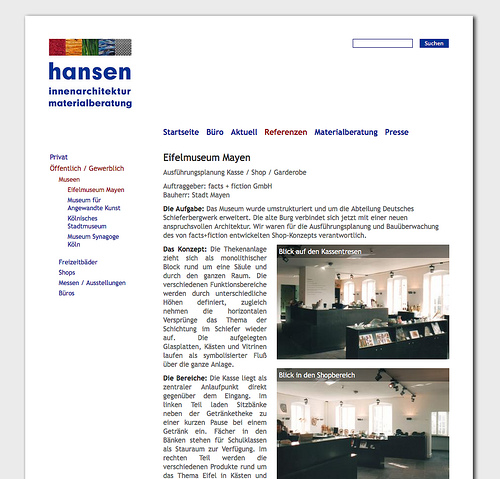 hansen
innenarchitektur
materialberatung
Suchen
Startseite Büro Aktuell Referenzen Materialberatung Presse
Privat
Öffentlich / Gewerblich
Museen
Eifelmuseum Mayen
Museum für
Angewandte Kunst
Kölnisches
Stadtmuseum
Museum Synagoge
Köln
Freizeitbäder
Shops
Messen / Ausstellungen
Büros
Eifelmuseum Mayen
Ausführungsplanung Kasse / Shop / Garderobe
Auftraggeber: facts + fiction GmbH
Bauherr: Stadt Mayen
Die Aufgabe: Das Museum wurde umstrukturiert und um die Abteilung Deutsches
Schieferbergwerk erweitert. Die alte Burg verbindet sich jetzt mit einer neuen
anspruchsvollen Architektur. Wir waren für die Ausführungsplanung und Bauüberwachung
des von facts+fiction entwickelten Shop-Konzepts verantwortlich.
Das Konzept: Die Thekenanlage
zieht sich als monolithischer
Block rund um eine Säule und
durch den ganzen Raum. Die
verschiedenen Funktionsbereiche
werden durch unterschiedliche
Höhen definiert, zugleich
nehmen die horizontalen
Versprünge das Thema der
Schichtung im Schiefer wieder
auf. Die aufgelegten
Glasplatten, Kästen und Vitrinen
laufen als symbolisierter Fluß
über die ganze Anlage.
Blick auf den Kassentresen
Die Bereiche: Die Kasse liegt als
zentraler Anlaufpunkt direkt
gegenüber dem Eingang. Im
linken Teil laden Sitzbänke
neben der Getränketheke zu
einer kurzen Pause bei einem
Getränk ein. Fächer in den
Bänken stehen für Schulklassen
als Stauraum zur Verfügung. Im
rechten Teil werden die
verschiedenen Produkte rund um
das Thema Eifel in Kästen und
Blick in den Shopbereich